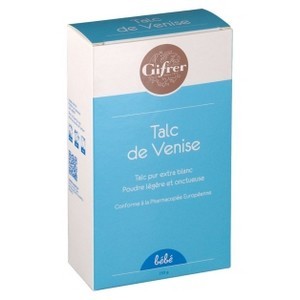 Gifrer
Talc
de Venise
Talc pur extra blanc
Poudre légère et onctueuse
Conforme à la Pharmacopée Européenne
bébé